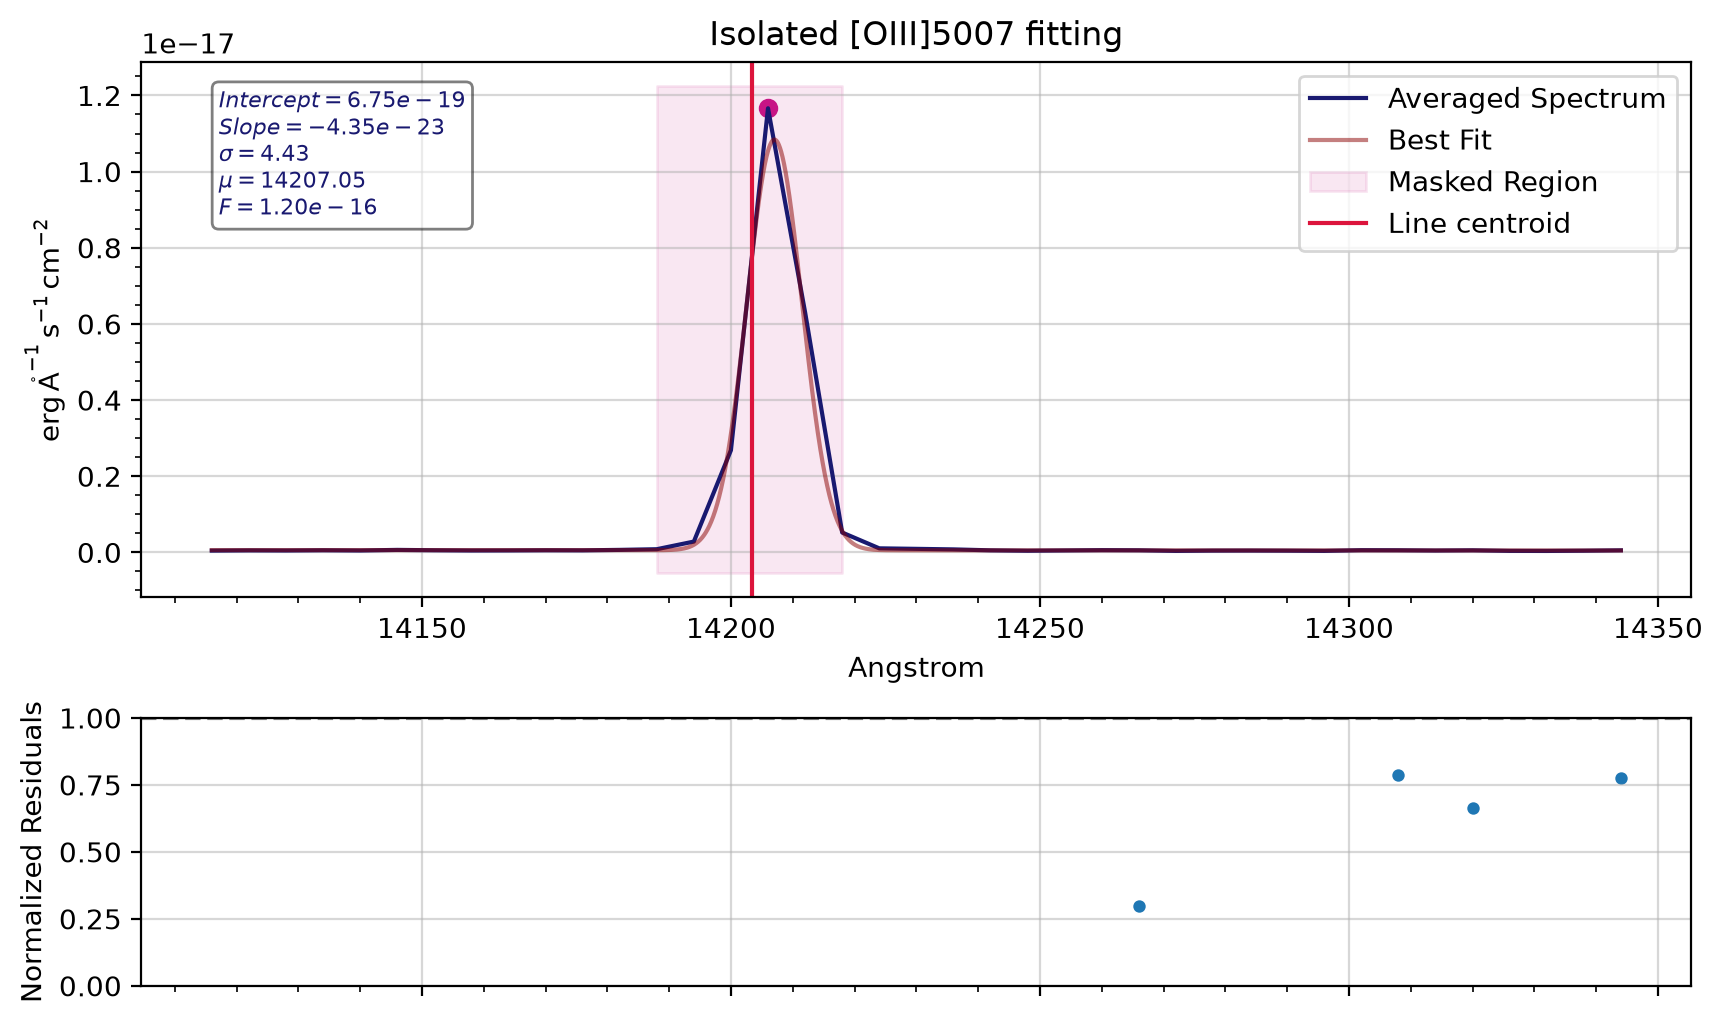 Isolated [OIII]5007 fitting
1e−17
1.2
1.0
0.8
0.6
0.4
0.2
0.0
erg Å⁻¹ s⁻¹ cm⁻²
Intercept = 6.75e − 19
Slope = −4.35e − 23
σ = 4.43
μ = 14207.05
F = 1.20e − 16
Averaged Spectrum
Best Fit
Masked Region
Line centroid
14150
14200
14250
14300
14350
Angstrom
Normalized Residuals
1.00
0.75
0.50
0.25
0.00